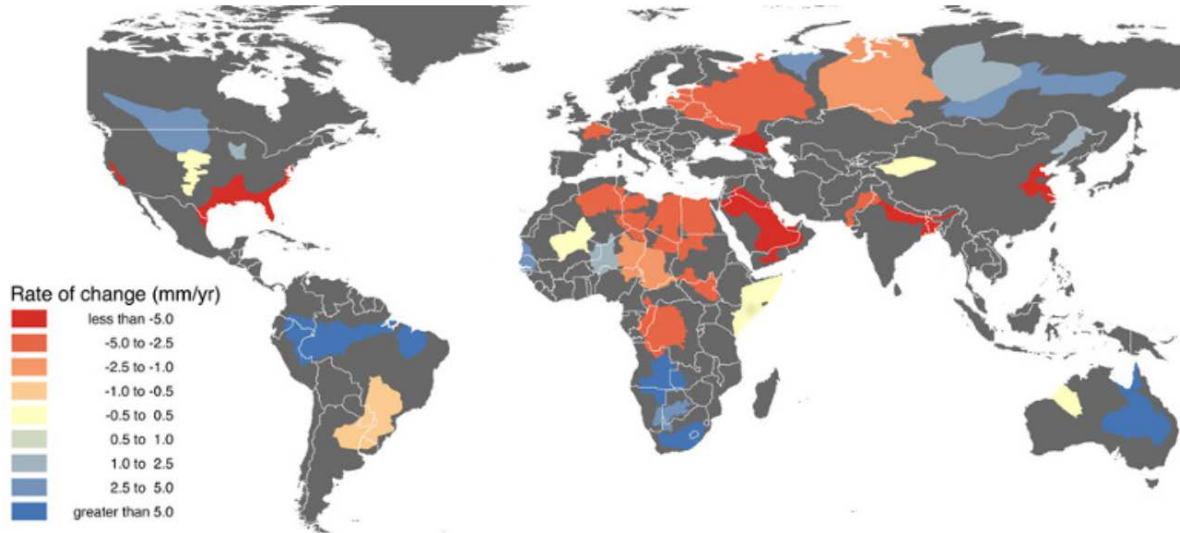 Rate of change (mm/yr)
less than -5.0
-5.0 to -2.5
-2.5 to -1.0
-1.0 to -0.5
-0.5 to 0.5
0.5 to 1.0
1.0 to 2.5
2.5 to 5.0
greater than 5.0